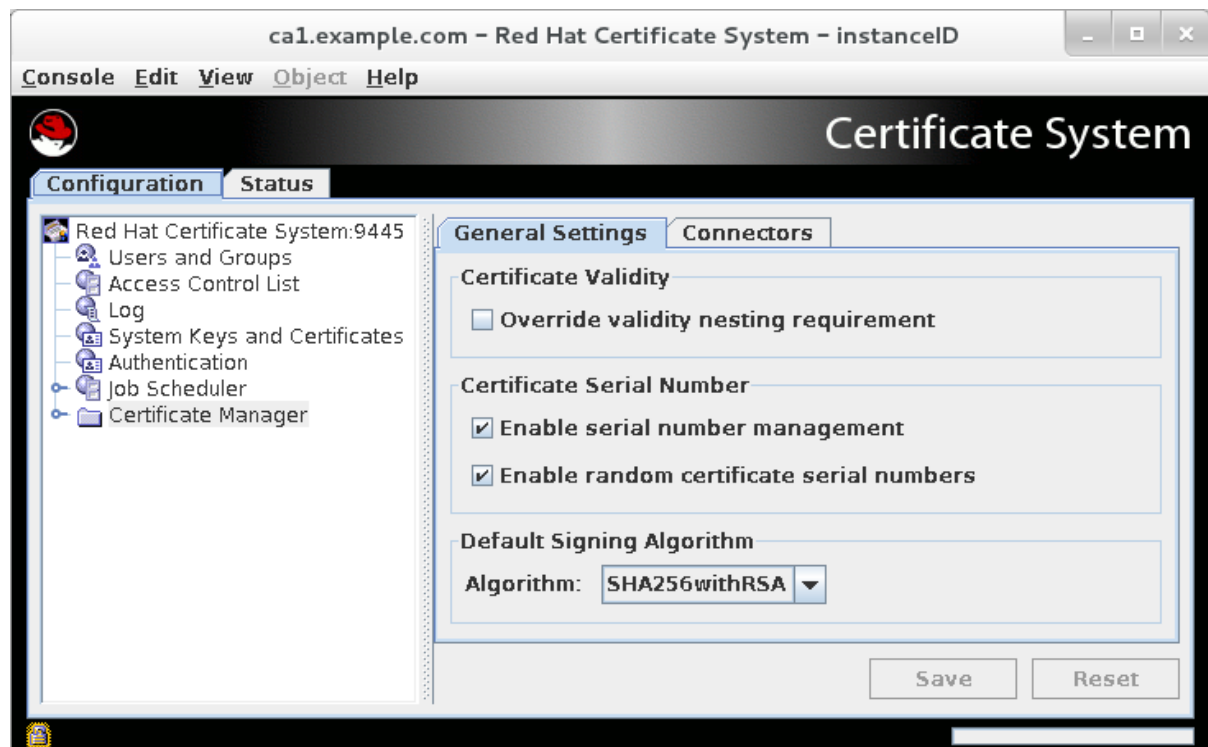 ca1.example.com – Red Hat Certificate System – instanceID
Console Edit View Object Help
Certificate System
Configuration Status
Red Hat Certificate System:9445
Users and Groups
Access Control List
Log
System Keys and Certificates
Authentication
Job Scheduler
Certificate Manager
General Settings Connectors
Certificate Validity
Override validity nesting requirement
Certificate Serial Number
Enable serial number management
Enable random certificate serial numbers
Default Signing Algorithm
Algorithm: SHA256withRSA
Save Reset